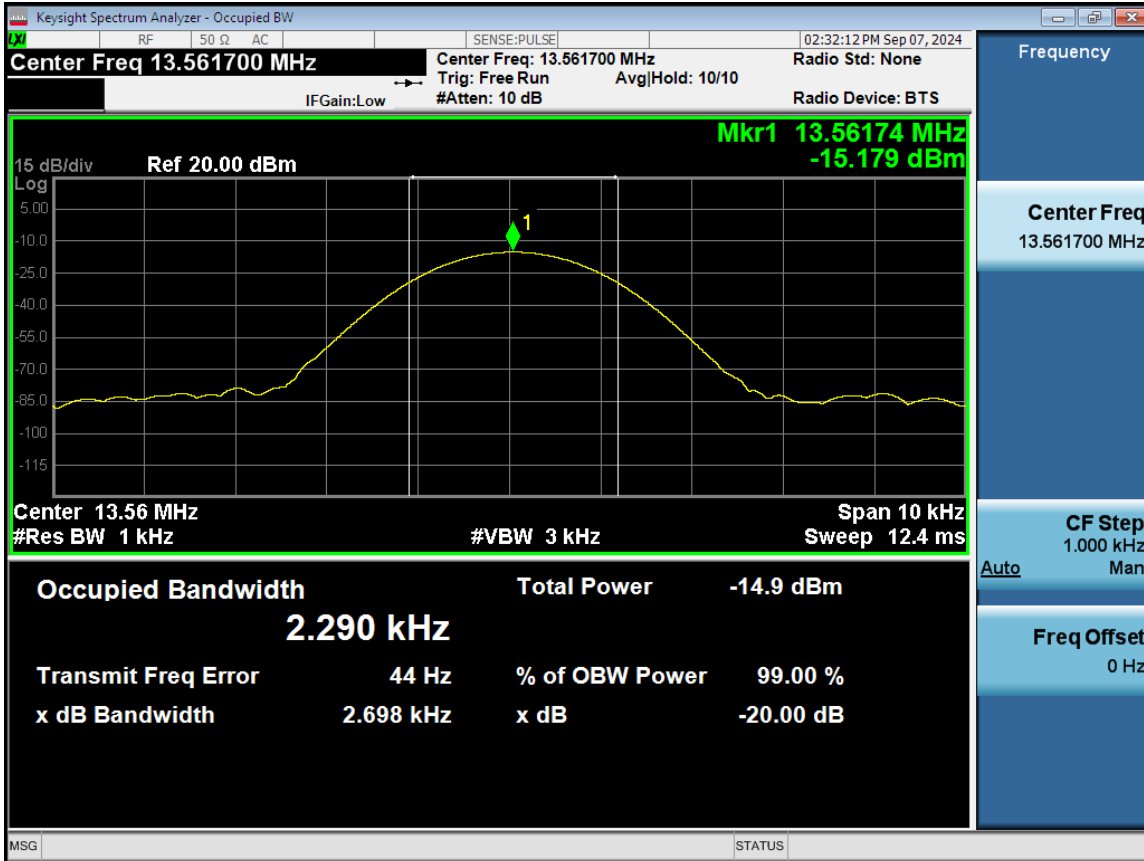 Keysight Spectrum Analyzer - Occupied BW
LXI RF 50 Ω AC SENSE:PULSE 02:32:12 PM Sep 07, 2024
Center Freq 13.561700 MHz
Center Freq: 13.561700 MHz Radio Std: None
Trig: Free Run Avg|Hold: 10/10
IFGain:Low #Atten: 10 dB Radio Device: BTS
Mkr1 13.56174 MHz
-15.179 dBm
15 dB/div Ref 20.00 dBm
Log
5.00
1
-10.0
-25.0
-40.0
-55.0
-70.0
-85.0
-100
-115
Center 13.56 MHz Span 10 kHz
#Res BW 1 kHz #VBW 3 kHz Sweep 12.4 ms
Occupied Bandwidth Total Power -14.9 dBm
2.290 kHz
Transmit Freq Error 44 Hz % of OBW Power 99.00 %
x dB Bandwidth 2.698 kHz x dB -20.00 dB
MSG STATUS
Frequency
Center Freq
13.561700 MHz
CF Step
1.000 kHz
Auto Man
Freq Offset
0 Hz